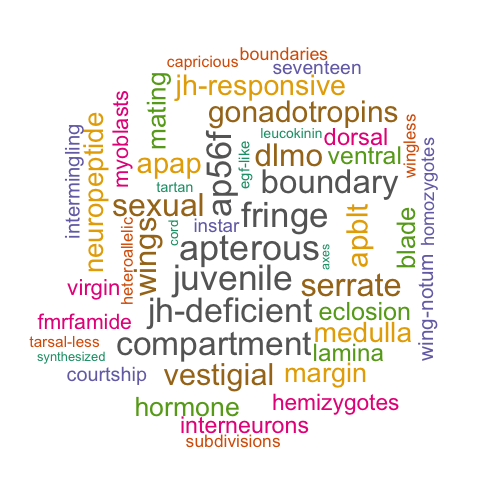 boundaries
capricious
seventeen
jh-responsive
mating
gonadotropins
myoblasts
leucokinin
wingless
dorsal
neuropeptide
ap56f
egf-like
dlmo
ventral
intermingling
apap
boundary
homozygotes
tartan
sexual
fringe
instar
apblt
blade
heteroallelic
wings
cord
apterous
axes
wing-notum
juvenile
serrate
virgin
jh-deficient
eclosion
fmrfamide
medulla
tarsal-less
compartment
lamina
synthesized
courtship
vestigial
margin
hormone
hemizygotes
interneurons
subdivisions